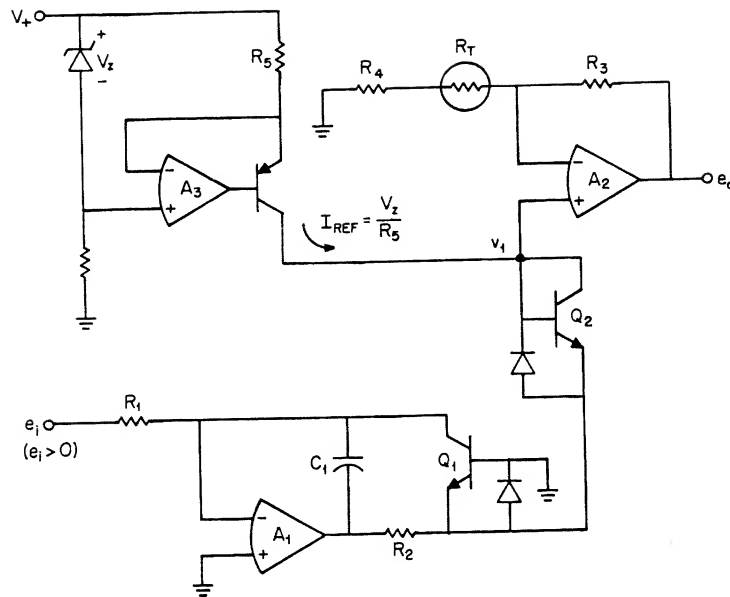 V+
+
Vz
−
R5
R4
RT
R3
−
A3
+
−
A2
+
eo
IREF = Vz/R5
v1
Q2
R1
ei
(ei > 0)
C1
Q1
−
A1
+
R2